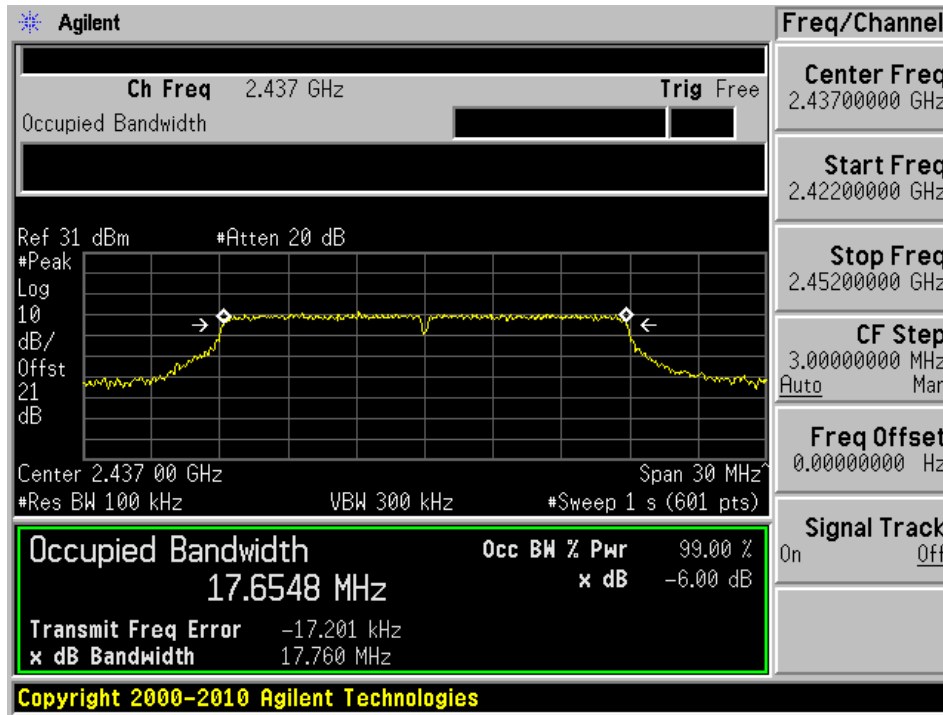 Agilent
Freq/Channel
Ch Freq 2.437 GHz Trig Free
Occupied Bandwidth
Center Freq
2.43700000 GHz
Start Freq
2.42200000 GHz
Stop Freq
2.45200000 GHz
CF Step
3.00000000 MHz
Auto Man
Freq Offset
0.00000000 Hz
Signal Track
On Off
Ref 31 dBm #Atten 20 dB
#Peak
Log
10
dB/
Offst
21
dB
Center 2.437 00 GHz Span 30 MHz^
#Res BW 100 kHz VBW 300 kHz #Sweep 1 s (601 pts)
Occupied Bandwidth Occ BW % Pwr 99.00 %
17.6548 MHz x dB -6.00 dB
Transmit Freq Error -17.201 kHz
x dB Bandwidth 17.760 MHz
Copyright 2000-2010 Agilent Technologies